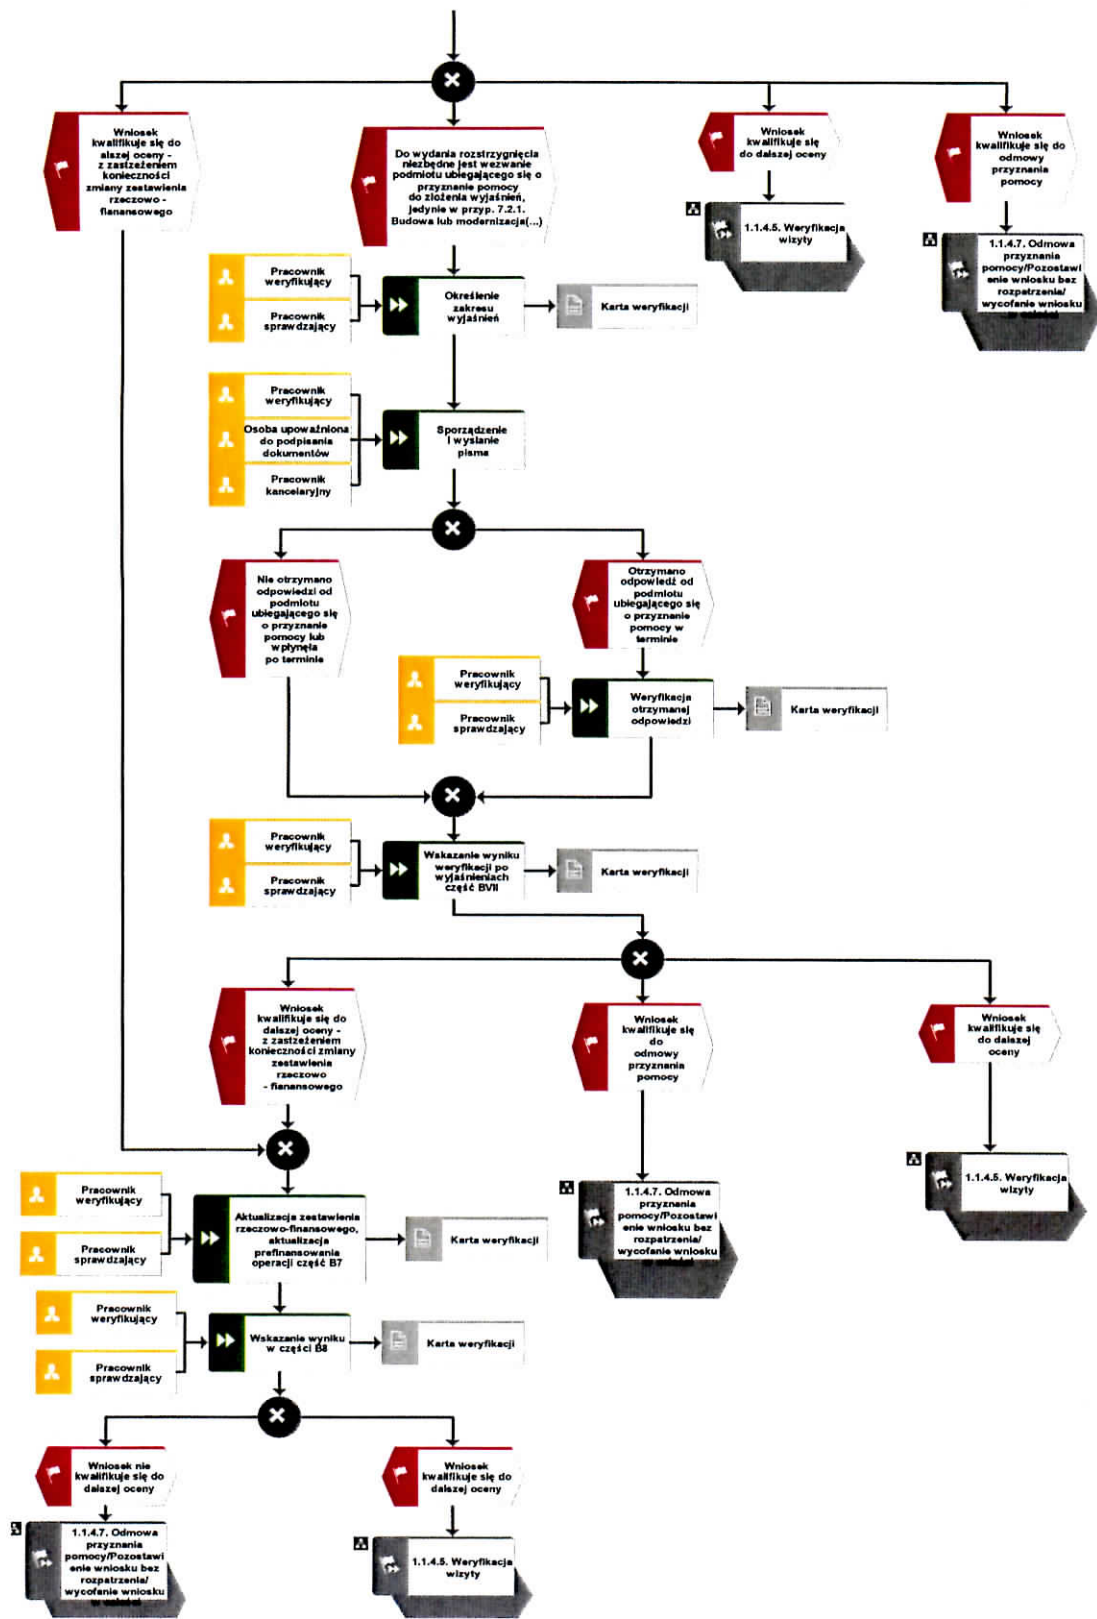 Wniosek
kwalifikuje się do
alszej oceny -
z zastzeżeniem
konieczności
zmiany zestawienia
rzeczowo -
fianansowego
Do wydania rozstrzygnięcia
niezbędne jest wezwanie
podmiotu ubiegającego się o
przyznanie pomocy
do złożenia wyjaśnień,
jedynie w przyp. 7.2.1.
Budowa lub modernizacja(...)
Wniosek
kwalifikuje się
do dalszej oceny
Wniosek
kwalifikuje się do
odmowy
przyznania
pomocy
1.1.4.5. Weryfikacja
wizyty
1.1.4.7. Odmowa
przyznania
pomocy/Pozostawi
enie wniosku bez
rozpatrzenia/
wycofanie wniosku
w całości
Pracownik
weryfikujący
Pracownik
sprawdzający
Określenie
zakresu
wyjaśnień
Karta weryfikacji
Pracownik
weryfikujący
Osoba upoważniona
do podpisania
dokumentów
Pracownik
kancelaryjny
Sporządzenie
i wysłanie
pisma
Nie otrzymano
odpowiedzi od
podmiotu
ubiegającego się
o przyznanie
pomocy lub
wpłynęła
po terminie
Otrzymano
odpowiedź od
podmiotu
ubiegającego się
o przyznanie
pomocy w
terminie
Pracownik
weryfikujący
Pracownik
sprawdzający
Weryfikacja
otrzymanej
odpowiedzi
Karta weryfikacji
Pracownik
weryfikujący
Pracownik
sprawdzający
Wskazanie wyniku
weryfikacji po
wyjaśnieniach
część BVII
Karta weryfikacji
Wniosek
kwalifikuje się do
dalszej oceny -
z zastzeżeniem
konieczności zmiany
zestawienia
rzeczowo
- fianansowego
Wniosek
kwalifikuje się
do
odmowy
przyznania
pomocy
Wniosek
kwalifikuje się
do dalszej
oceny
1.1.4.7. Odmowa
przyznania
pomocy/Pozostawi
enie wniosku bez
rozpatrzenia/
wycofanie wniosku
w całości
1.1.4.5. Weryfikacja
wizyty
Pracownik
weryfikujący
Pracownik
sprawdzający
Aktualizacja zestawienia
rzeczowo-finansowego,
aktualizacja
prefinansowania
operacji część B7
Karta weryfikacji
Pracownik
weryfikujący
Pracownik
sprawdzający
Wskazanie wyniku
w części B8
Karta weryfikacji
Wniosek nie
kwalifikuje się do
dalszej oceny
Wniosek
kwalifikuje się do
dalszej oceny
1.1.4.7. Odmowa
przyznania
pomocy/Pozostawi
enie wniosku bez
rozpatrzenia/
wycofanie wniosku
w całości
1.1.4.5. Weryfikacja
wizyty